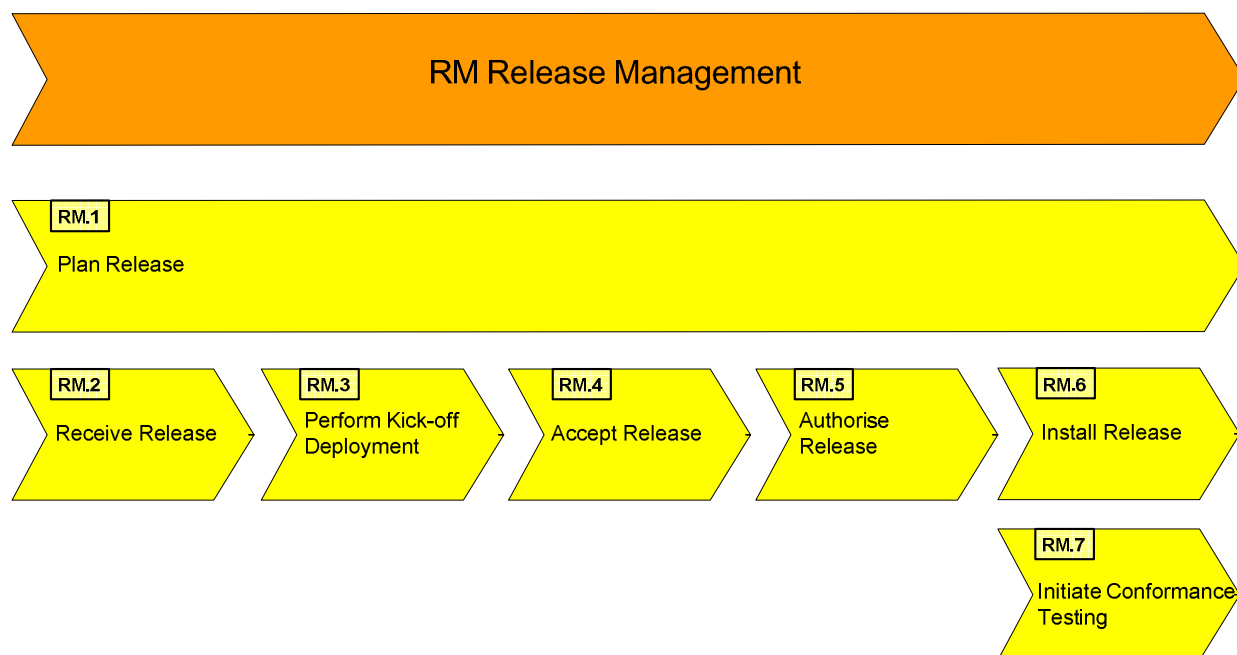 RM Release Management
RM.1
Plan Release
RM.2
Receive Release
RM.3
Perform Kick-off
Deployment
RM.4
Accept Release
RM.5
Authorise
Release
RM.6
Install Release
RM.7
Initiate Conformance
Testing